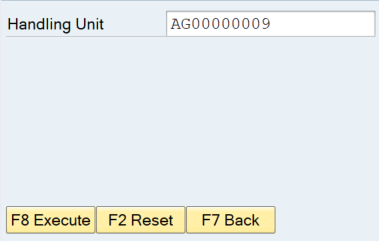 Handling Unit AG00000009
F8 Execute F2 Reset F7 Back